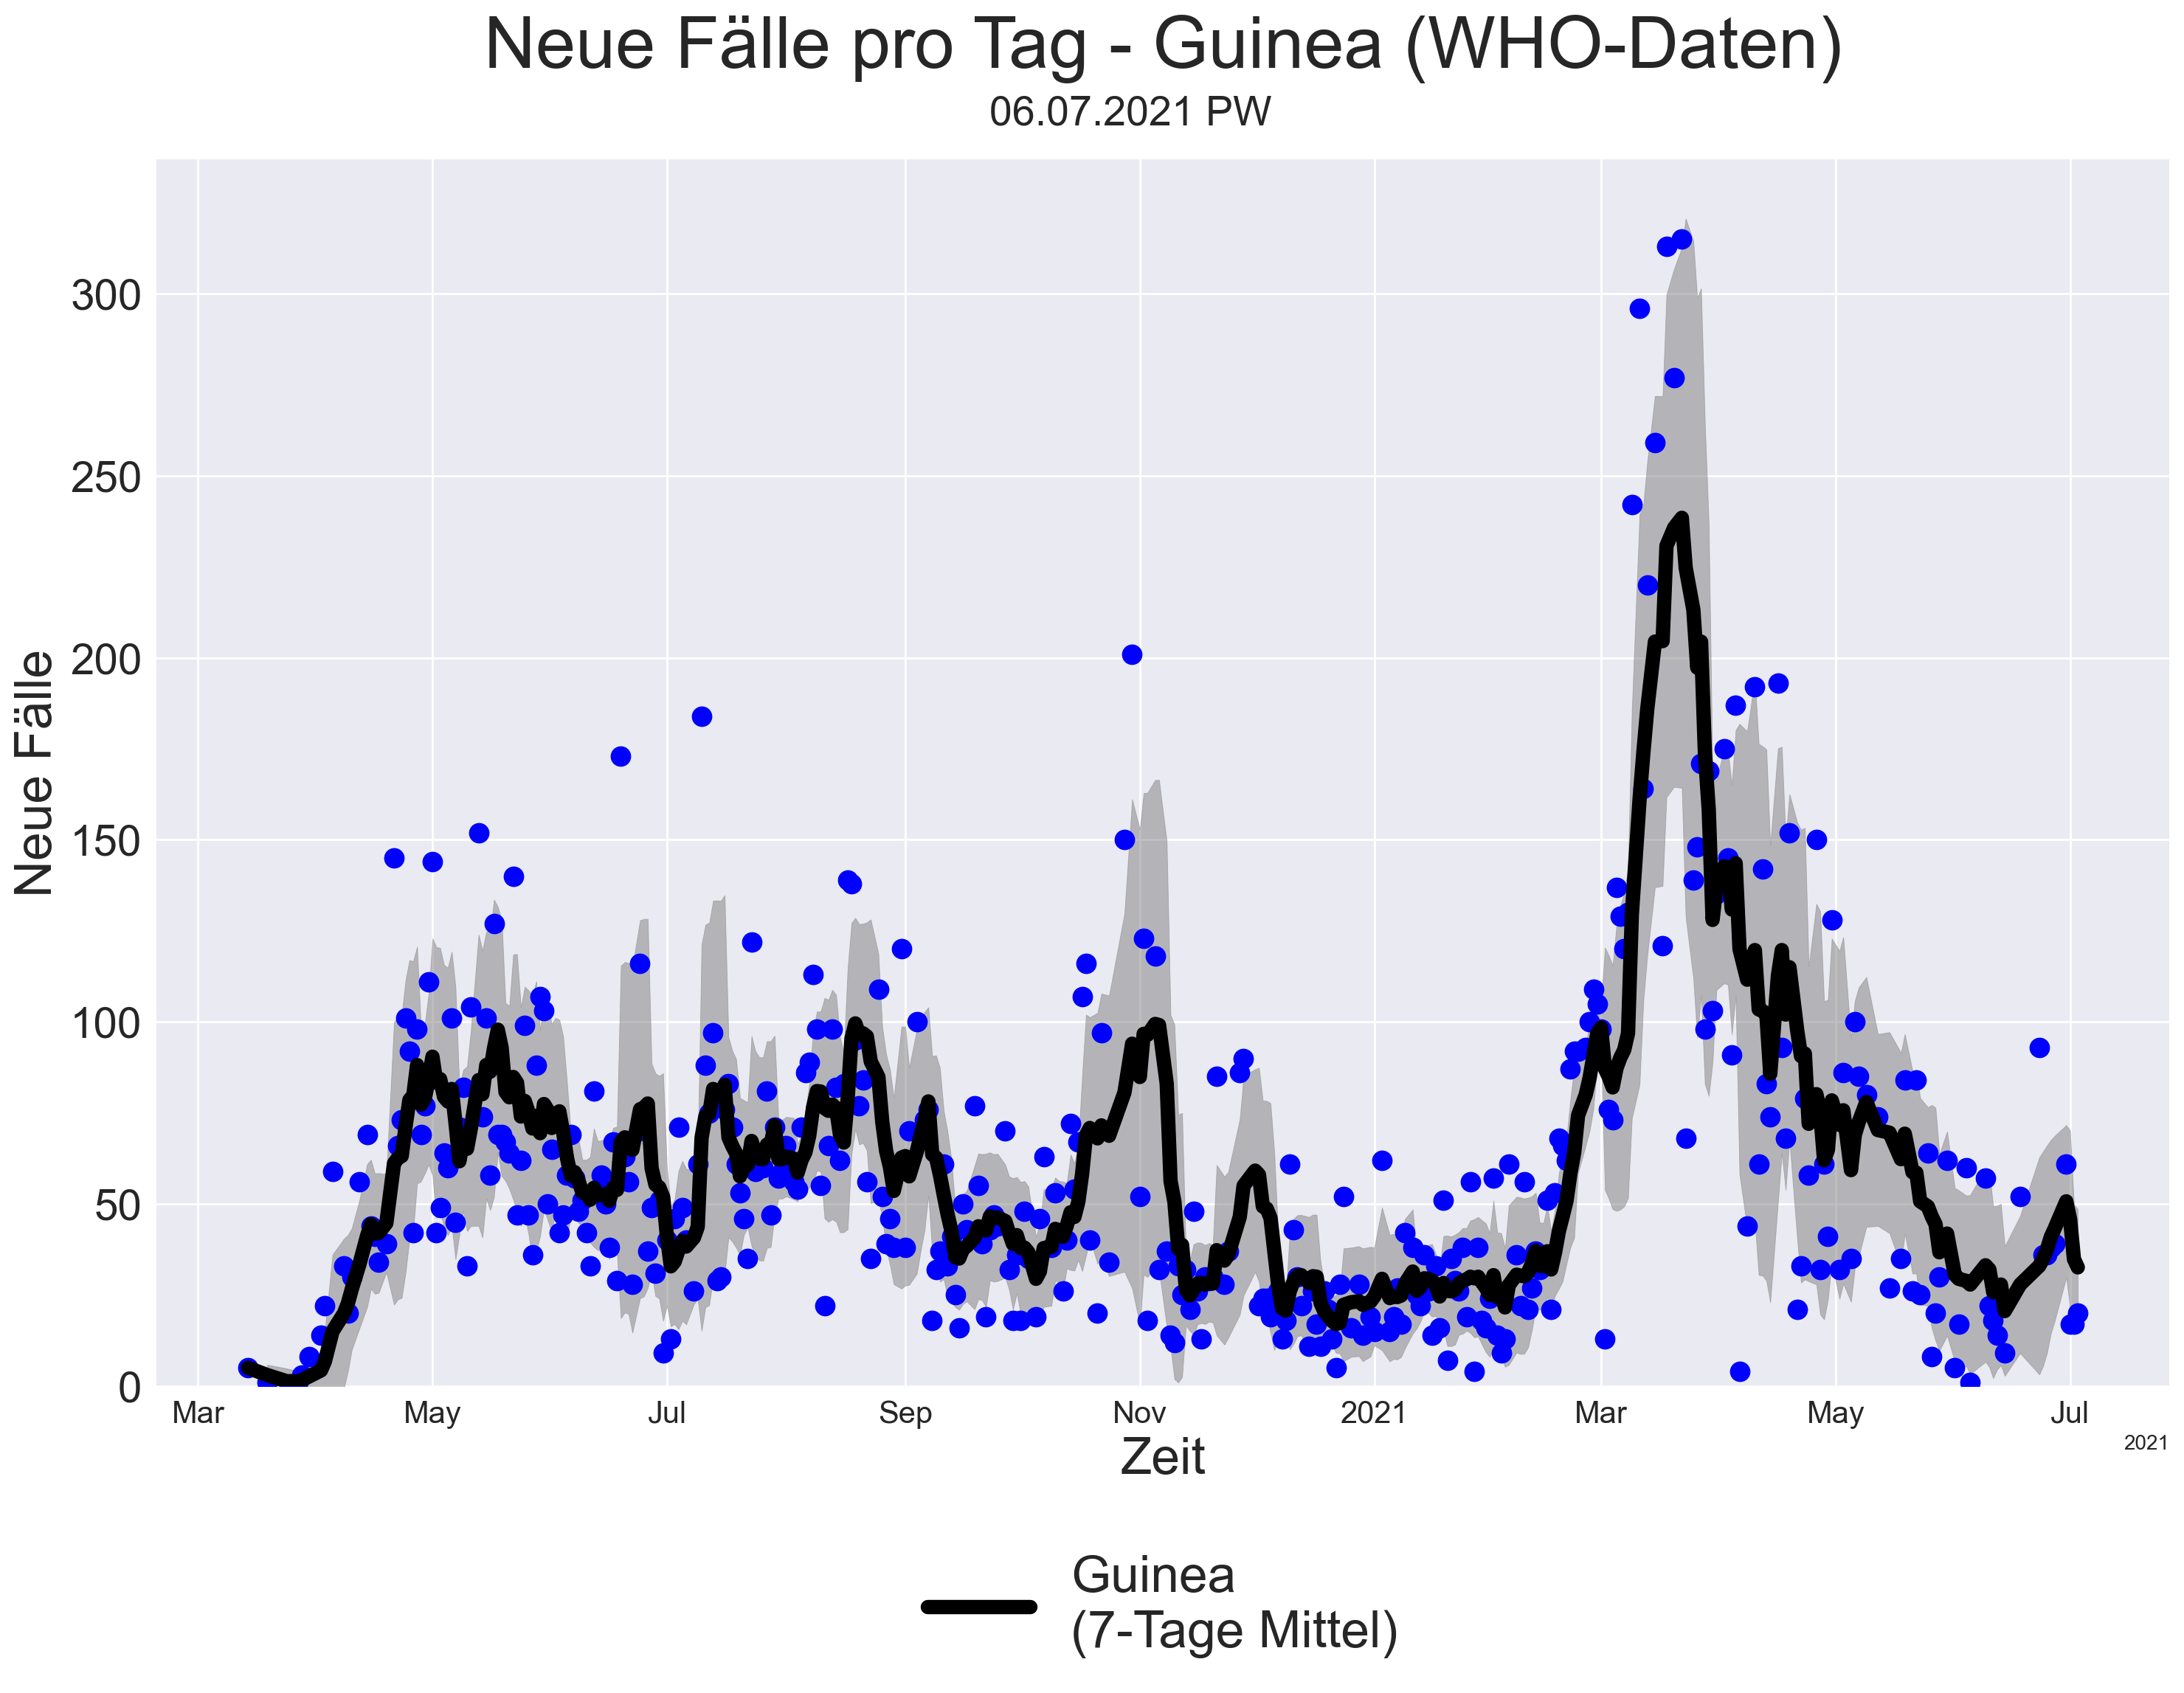 Neue Fälle pro Tag - Guinea (WHO-Daten)
06.07.2021 PW
Neue Fälle
300
250
200
150
100
50
0
Mar May Jul Sep Nov 2021 Mar May Jul
2021
Zeit
Guinea
(7-Tage Mittel)